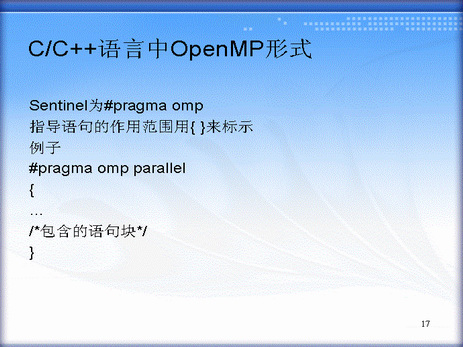 C/C++语言中OpenMP形式
Sentinel为#pragma omp
指导语句的作用范围用{ }来标示
例子
#pragma omp parallel
{
…
/*包含的语句块*/
}
17